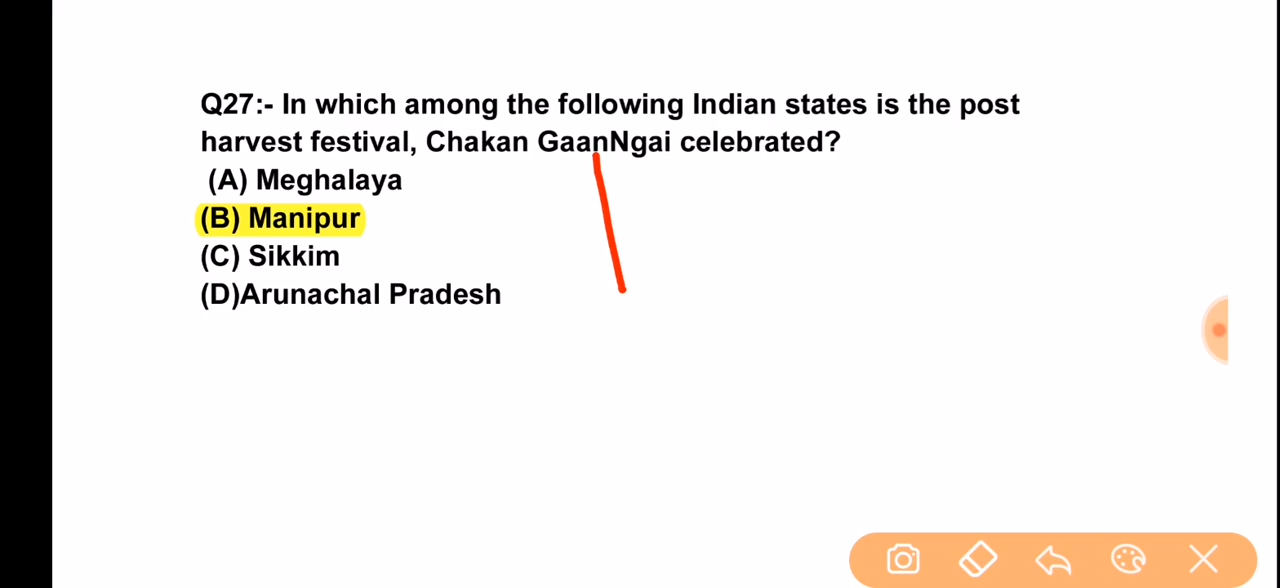 Q27:- In which among the following Indian states is the post
harvest festival, Chakan GaanNgai celebrated?
(A) Meghalaya
(B) Manipur
(C) Sikkim
(D)Arunachal Pradesh